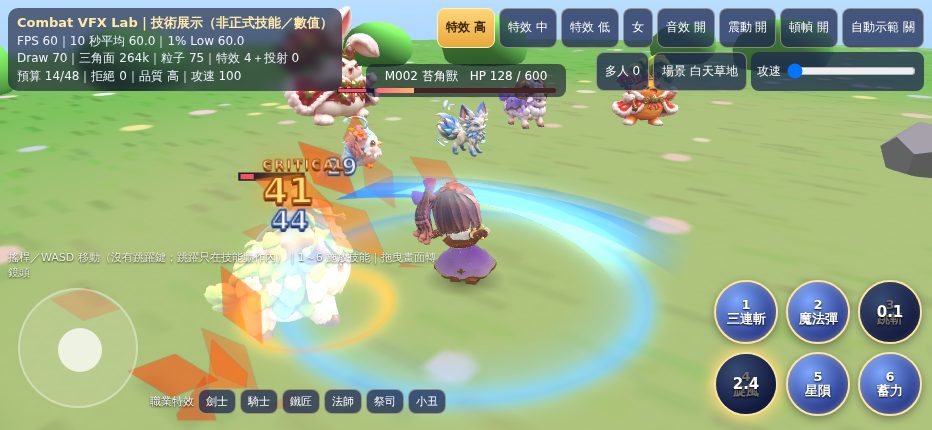 Combat VFX Lab｜技術展示（非正式技能／數值）
FPS 60｜10 秒平均 60.0｜1% Low 60.0
Draw 70｜三角面 264k｜粒子 75｜特效 4＋投射 0
預算 14/48｜拒絕 0｜品質 高｜攻速 100
特效 高
特效 中
特效 低
女
音效 開
震動 開
頓幀 開
自動示範 關
多人 0
場景 白天草地
攻速
M002 苔角獸 HP 128 / 600
CRITICAL
29
41
44
搖桿／WASD 移動（沒有跳躍鍵；跳躍只在技能動作內）｜1～6 施放技能｜拖曳畫面轉
鏡頭
1
三連斬
2
魔法彈
3
跳斬
0.1
4
旋風
2.4
5
星隕
6
蓄力
職業特效
劍士
騎士
鐵匠
法師
祭司
小丑